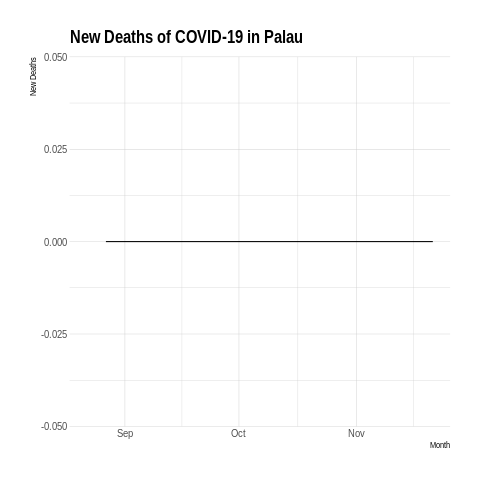 New Deaths of COVID-19 in Palau
New Deaths
0.050
0.025
0.000
-0.025
-0.050
Sep Oct Nov
Month